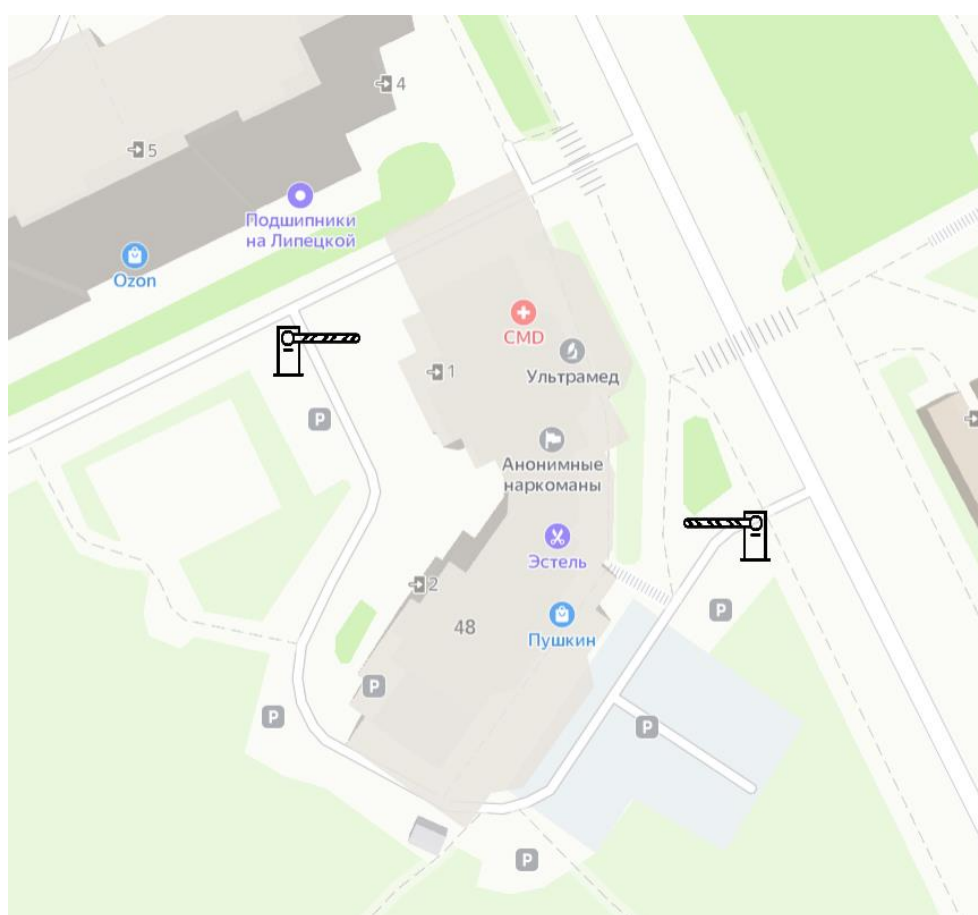 4
5
Подшипники
на Липецкой
Ozon
CMD
1
Ультрамед
P
Анонимные
наркоманы
Эстель
2
P
48
Пушкин
P
P
P
P